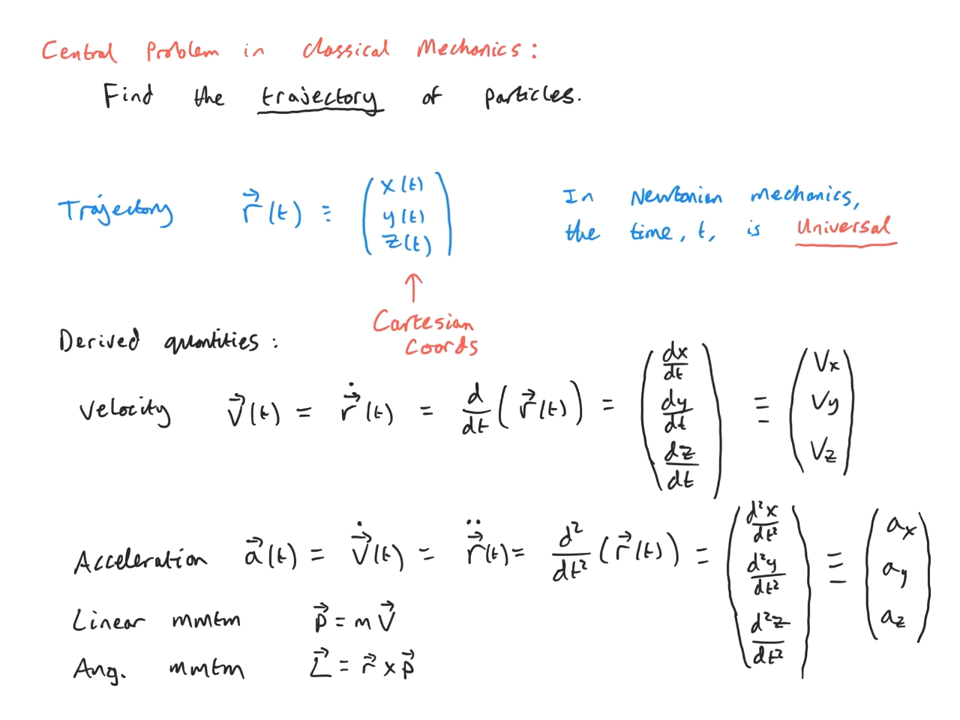 Central Problem in Classical Mechanics:
Find the trajectory of particles.
Trajectory r⃗(t) ≡ (x(t) y(t) z(t))
In Newtonian mechanics,
the time, t, is Universal
↑
Cartesian
Coords
Derived quantities:
Velocity v⃗(t) = ṙ⃗(t) = d/dt (r⃗(t)) = (dx/dt dy/dt dz/dt) ≡ (Vx Vy Vz)
Acceleration a⃗(t) = v̇⃗(t) = r̈⃗(t) = d²/dt² (r⃗(t)) = (d²x/dt² d²y/dt² d²z/dt²) ≡ (ax ay az)
Linear mmtm p⃗ = m v⃗
Ang. mmtm L⃗ = r⃗ x p⃗